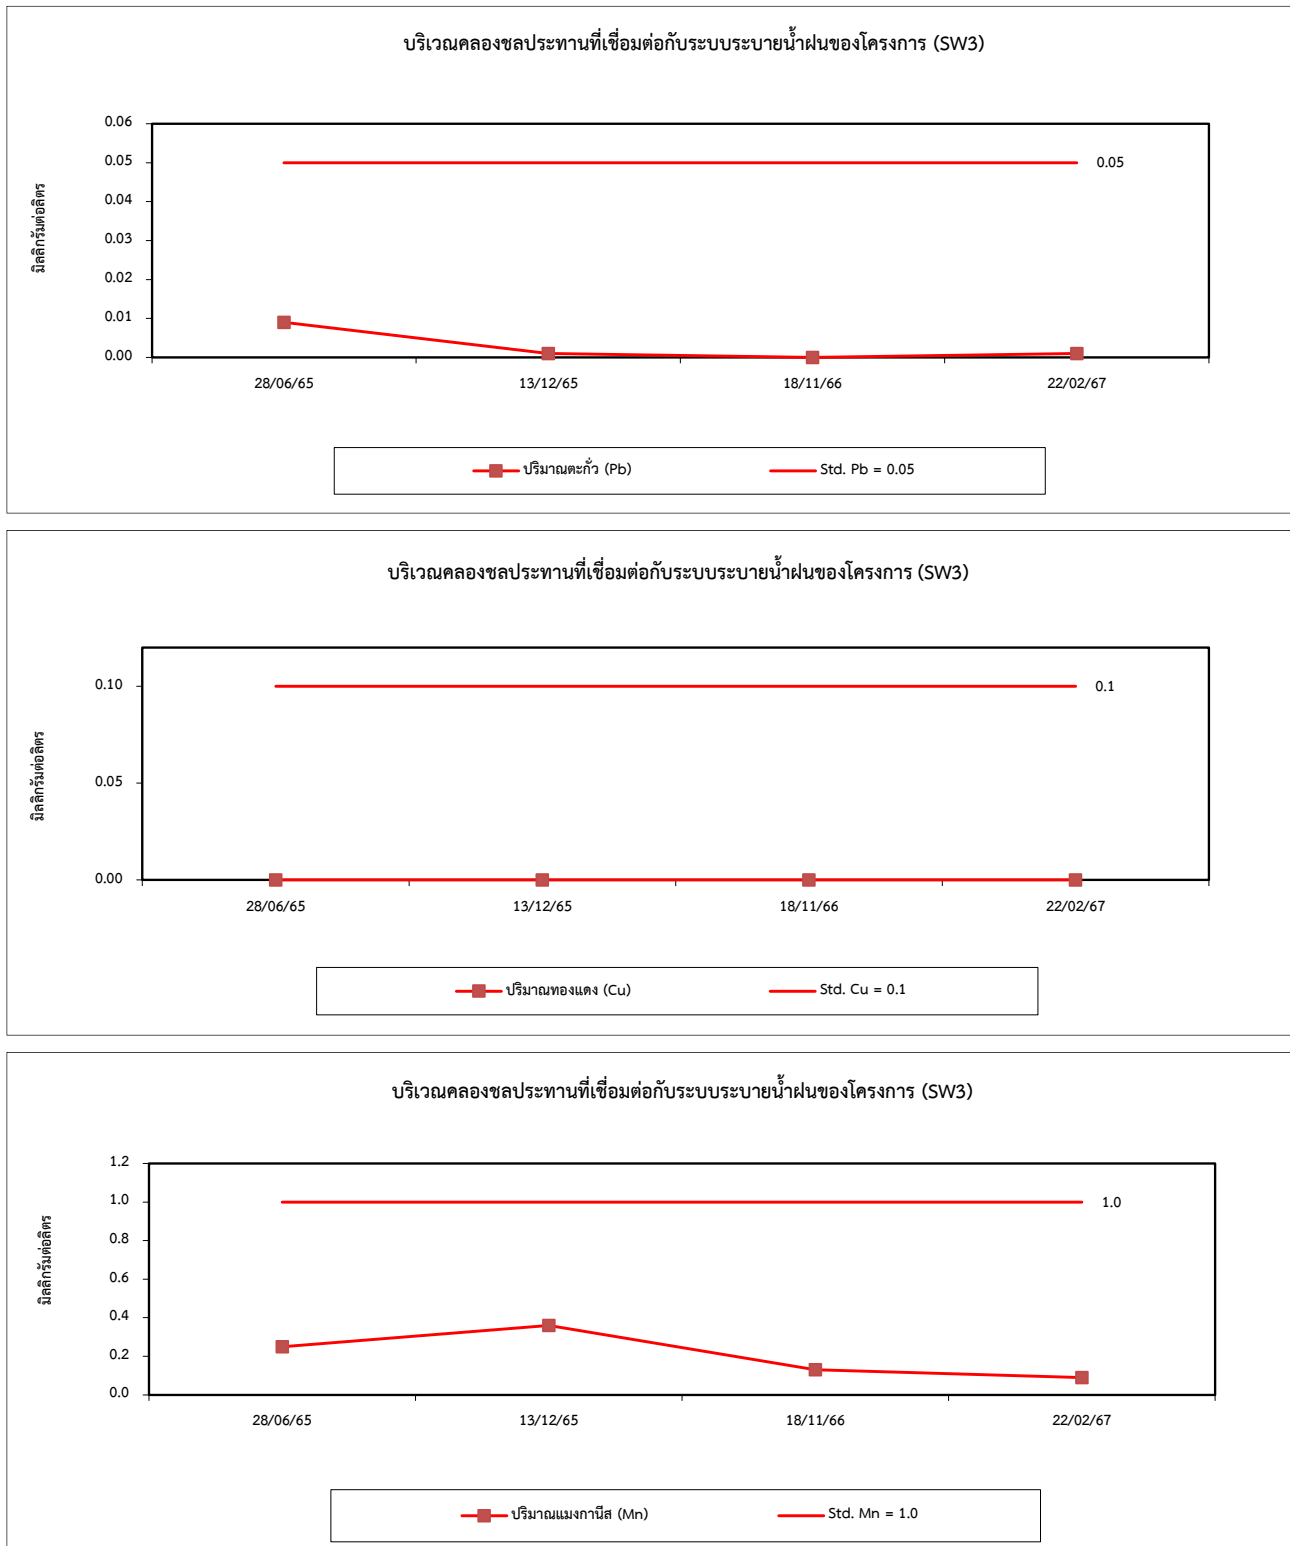 บริเวณคลองชลประทานที่เชื่อมต่อกับระบบระบายน้ำฝนของโครงการ (SW3)
มิลลิกรัมต่อลิตร
0.06
0.05
0.04
0.03
0.02
0.01
0.00
0.05
28/06/65 13/12/65 18/11/66 22/02/67
ปริมาณตะกั่ว (Pb) Std. Pb = 0.05
บริเวณคลองชลประทานที่เชื่อมต่อกับระบบระบายน้ำฝนของโครงการ (SW3)
มิลลิกรัมต่อลิตร
0.10
0.05
0.00
0.1
28/06/65 13/12/65 18/11/66 22/02/67
ปริมาณทองแดง (Cu) Std. Cu = 0.1
บริเวณคลองชลประทานที่เชื่อมต่อกับระบบระบายน้ำฝนของโครงการ (SW3)
มิลลิกรัมต่อลิตร
1.2
1.0
0.8
0.6
0.4
0.2
0.0
1.0
28/06/65 13/12/65 18/11/66 22/02/67
ปริมาณแมงกานีส (Mn) Std. Mn = 1.0